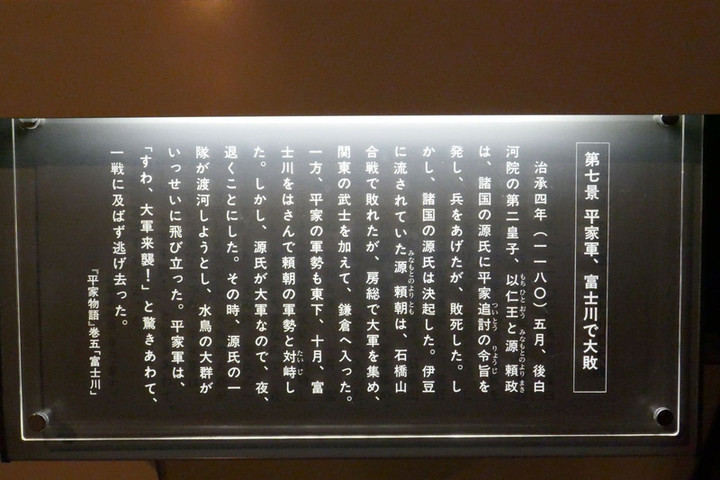 第七景 平家軍、富士川で大敗
治承四年（一一八〇）五月、後白
河院の第二皇子、以仁王と源 頼政
は、諸国の源氏に平家追討の令旨を
発し、兵をあげたが、敗死した。し
かし、諸国の源氏は決起した。伊豆
に流されていた源 頼朝は、石橋山
合戦で敗れたが、房総で大軍を集め、
関東の武士を加えて、鎌倉へ入った。
一方、平家の軍勢も東下、十月、富
士川をはさんで頼朝の軍勢と対峙し
た。しかし、源氏が大軍なので、夜、
退くことにした。その時、源氏の一
隊が渡河しようとし、水鳥の大群が
いっせいに飛び立った。平家軍は、
「すわ、大軍来襲！」と驚きあわて、
一戦に及ばず逃げ去った。
『平家物語』巻五「富士川」